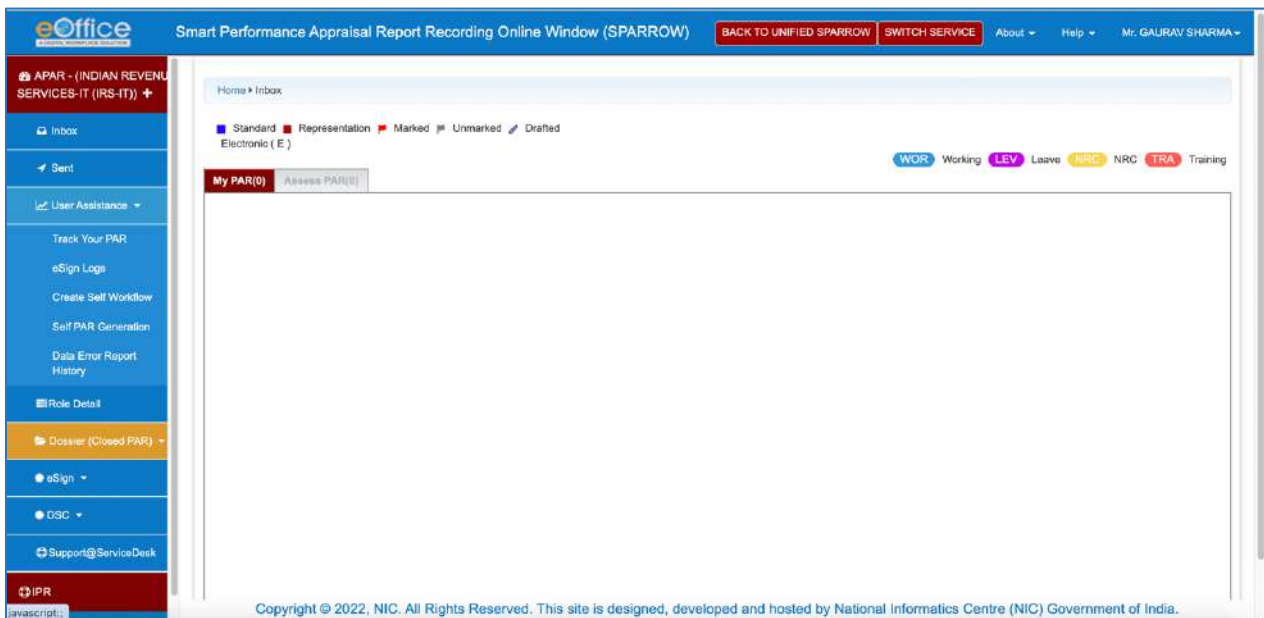 eOffice
A DIGITAL WORKPLACE SOLUTION
Smart Performance Appraisal Report Recording Online Window (SPARROW)
BACK TO UNIFIED SPARROW
SWITCH SERVICE
About
Help
Mr. GAURAV SHARMA
APAR - (INDIAN REVENU
SERVICES-IT (IRS-IT)) +
Inbox
Sent
User Assistance
Track Your PAR
eSign Logs
Create Self Workflow
Self PAR Generation
Data Error Report
History
Role Detail
Dossier (Closed PAR)
eSign
DSC
Support@ServiceDesk
IPR
javascript:;
Home Inbox
Standard Representation Marked Unmarked Drafted
Electronic ( E )
WOR Working LEV Leave NRC NRC TRA Training
My PAR(0) Assess PAR(0)
Copyright © 2022, NIC. All Rights Reserved. This site is designed, developed and hosted by National Informatics Centre (NIC) Government of India.